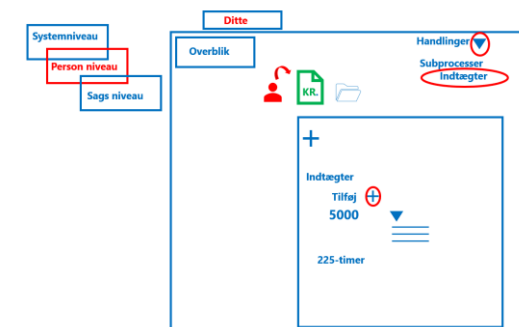 Ditte
Systemniveau
Person niveau
Sags niveau
Overblik
Handlinger
Subprocesser
Indtægter
KR.
Indtægter
Tilføj
5000
225-timer